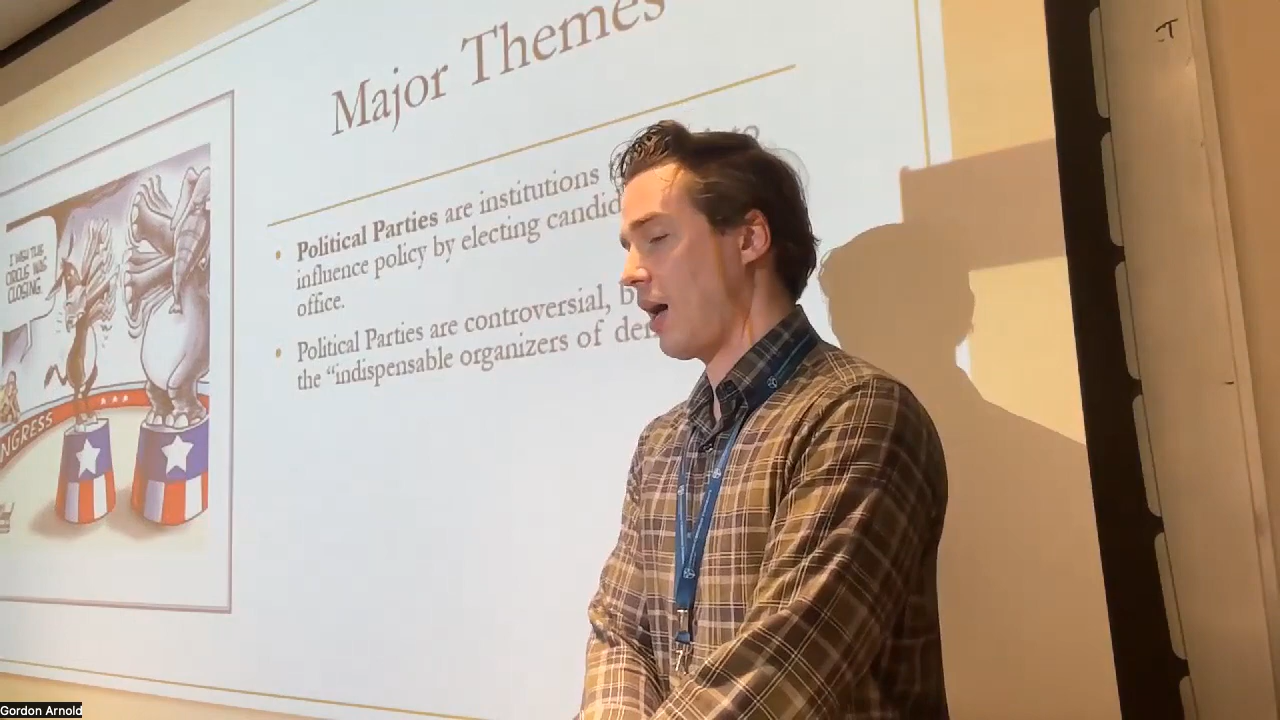 Major Themes
Political Parties are institutions
influence policy by electing candid
office.
Political Parties are controversial, b
the “indispensable organizers of der
I WISH THE
CIRCUS WAS
CLOSING.
NGRESS
Gordon Arnold